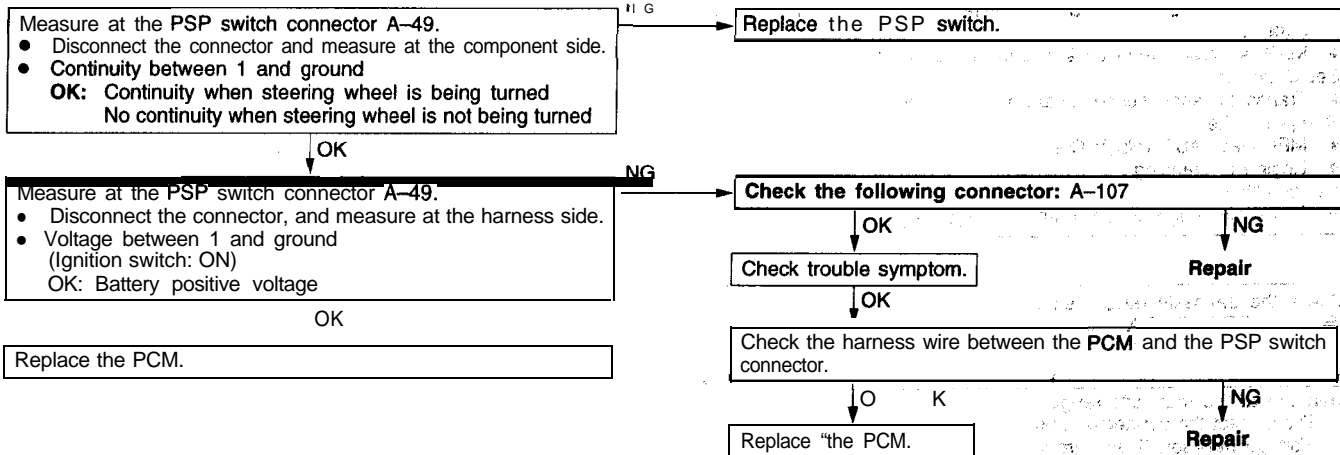 Measure at the PSP switch connector A–49.
● Disconnect the connector and measure at the component side.
● Continuity between 1 and ground
OK: Continuity when steering wheel is being turned
No continuity when steering wheel is not being turned
N G
Replace the PSP switch.
OK
NG
Measure at the PSP switch connector A–49.
● Disconnect the connector, and measure at the harness side.
● Voltage between 1 and ground
(Ignition switch: ON)
OK: Battery positive voltage
Check the following connector: A–107
OK
NG
Check trouble symptom.
Repair
OK
OK
Replace the PCM.
Check the harness wire between the PCM and the PSP switch
connector.
O K
NG
Replace “the PCM.
Repair